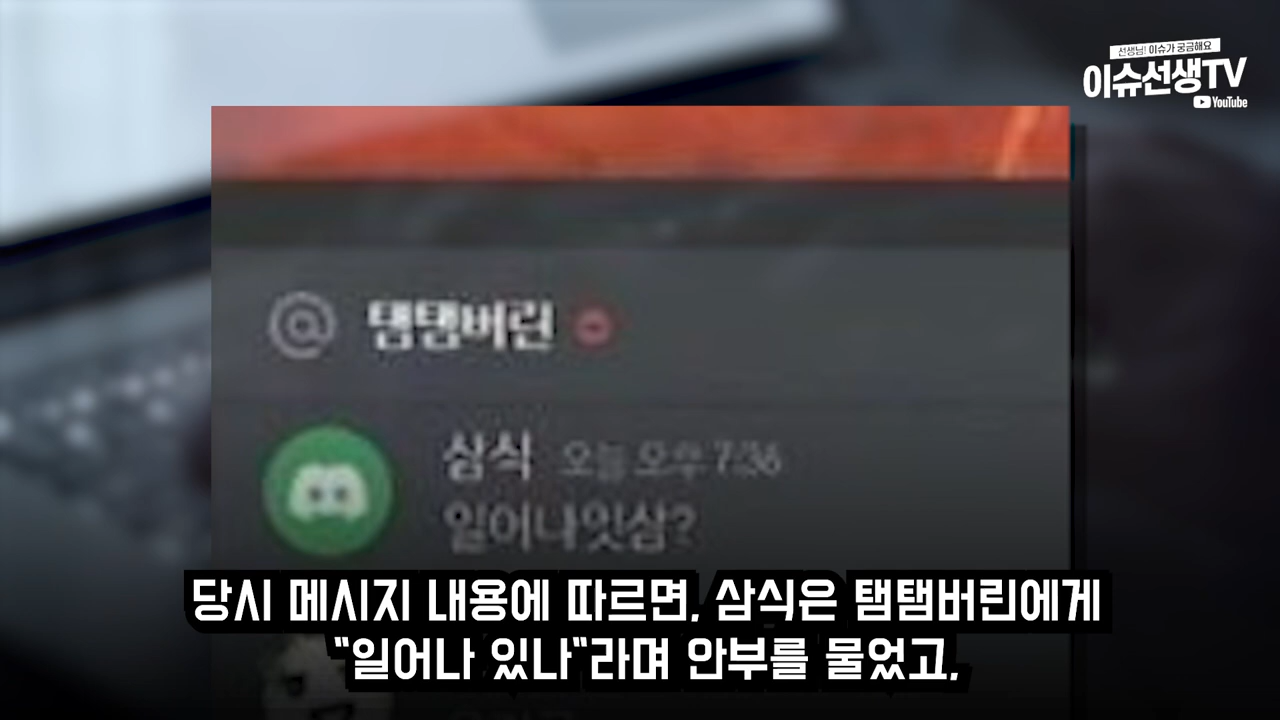 선생님! 이슈가 궁금해요
이슈선생TV
YouTube
@ 탬탬버린
삼식 오늘 오후 7:36
일어나잇삼?
당시 메시지 내용에 따르면, 삼식은 탬탬버린에게
“일어나 있나“라며 안부를 물었고,